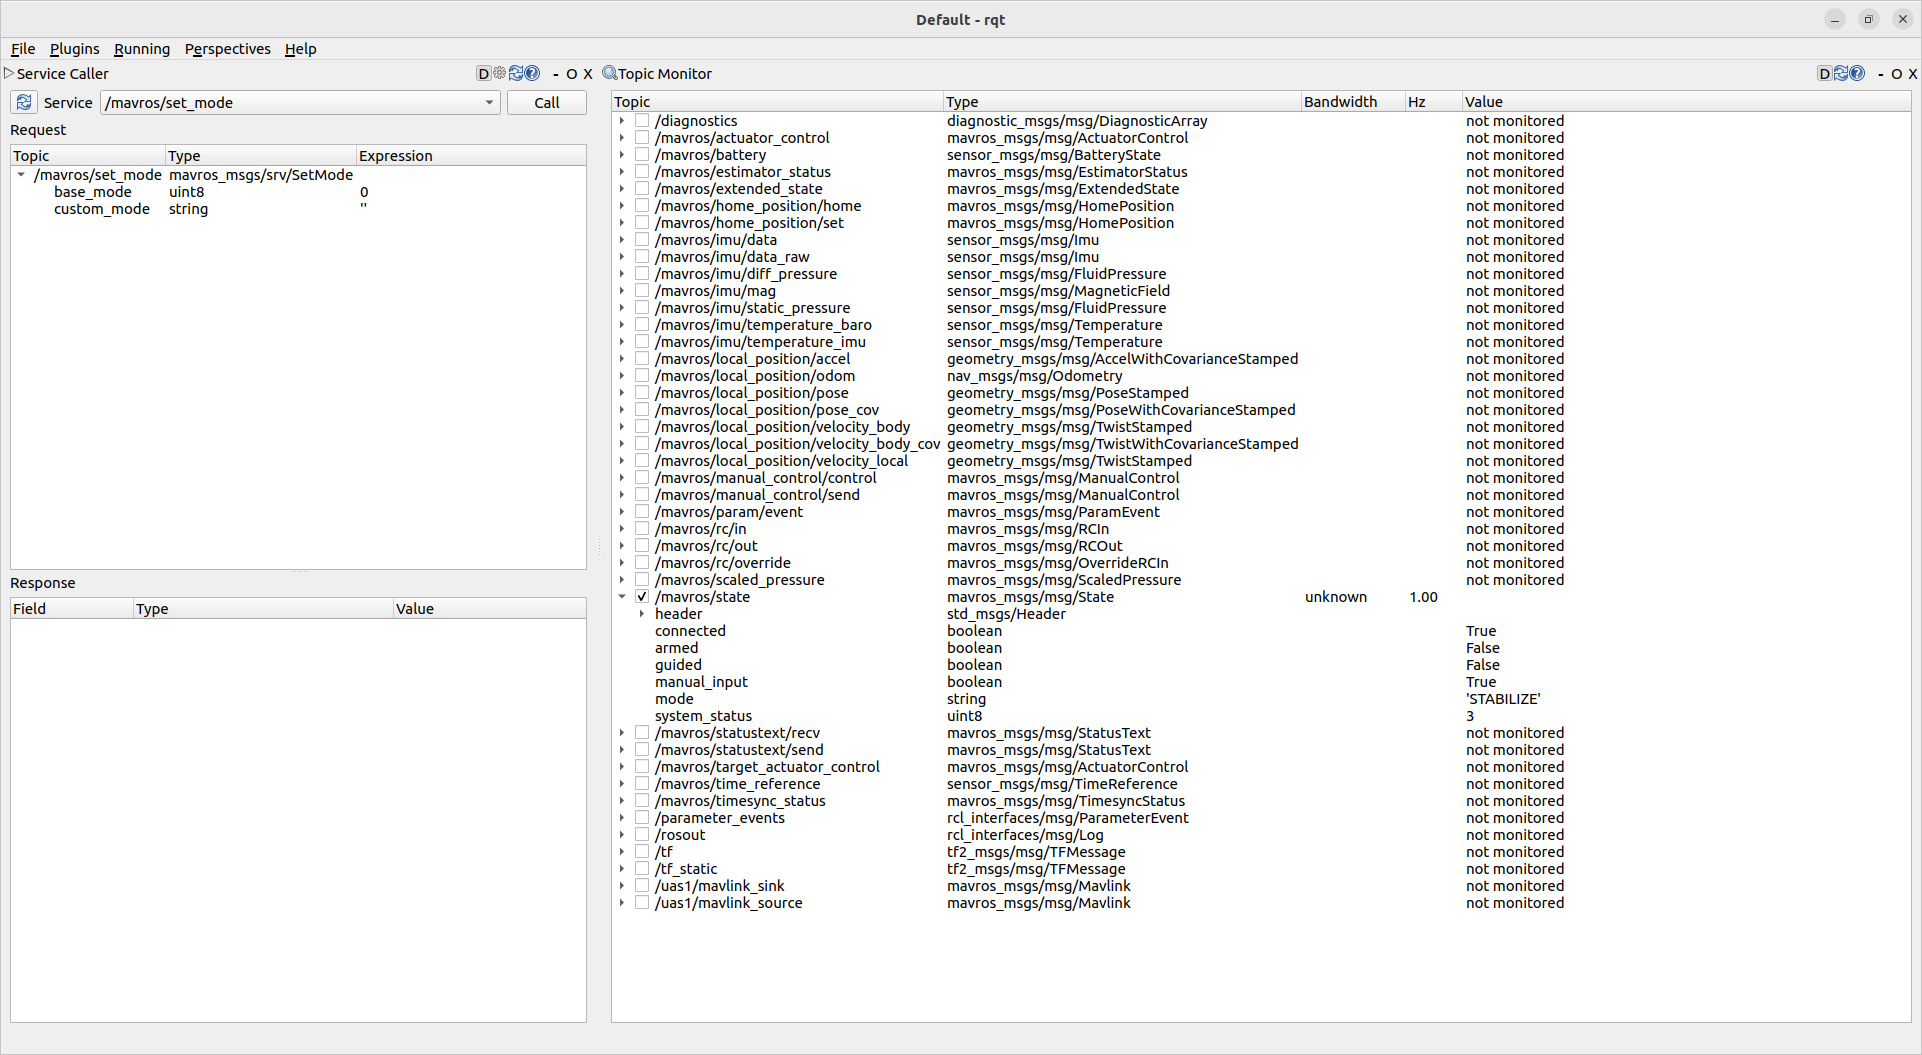 Default - rqt
File Plugins Running Perspectives Help
Service Caller
D - O X
Service /mavros/set_mode Call
Request
Topic Type Expression
/mavros/set_mode mavros_msgs/srv/SetMode
base_mode uint8 0
custom_mode string ''
Response
Field Type Value
Topic Monitor
D - O X
Topic Type Bandwidth Hz Value
/diagnostics diagnostic_msgs/msg/DiagnosticArray not monitored
/mavros/actuator_control mavros_msgs/msg/ActuatorControl not monitored
/mavros/battery sensor_msgs/msg/BatteryState not monitored
/mavros/estimator_status mavros_msgs/msg/EstimatorStatus not monitored
/mavros/extended_state mavros_msgs/msg/ExtendedState not monitored
/mavros/home_position/home mavros_msgs/msg/HomePosition not monitored
/mavros/home_position/set mavros_msgs/msg/HomePosition not monitored
/mavros/imu/data sensor_msgs/msg/Imu not monitored
/mavros/imu/data_raw sensor_msgs/msg/Imu not monitored
/mavros/imu/diff_pressure sensor_msgs/msg/FluidPressure not monitored
/mavros/imu/mag sensor_msgs/msg/MagneticField not monitored
/mavros/imu/static_pressure sensor_msgs/msg/FluidPressure not monitored
/mavros/imu/temperature_baro sensor_msgs/msg/Temperature not monitored
/mavros/imu/temperature_imu sensor_msgs/msg/Temperature not monitored
/mavros/local_position/accel geometry_msgs/msg/AccelWithCovarianceStamped not monitored
/mavros/local_position/odom nav_msgs/msg/Odometry not monitored
/mavros/local_position/pose geometry_msgs/msg/PoseStamped not monitored
/mavros/local_position/pose_cov geometry_msgs/msg/PoseWithCovarianceStamped not monitored
/mavros/local_position/velocity_body geometry_msgs/msg/TwistStamped not monitored
/mavros/local_position/velocity_body_cov geometry_msgs/msg/TwistWithCovarianceStamped not monitored
/mavros/local_position/velocity_local geometry_msgs/msg/TwistStamped not monitored
/mavros/manual_control/control mavros_msgs/msg/ManualControl not monitored
/mavros/manual_control/send mavros_msgs/msg/ManualControl not monitored
/mavros/param/event mavros_msgs/msg/ParamEvent not monitored
/mavros/rc/in mavros_msgs/msg/RCIn not monitored
/mavros/rc/out mavros_msgs/msg/RCOut not monitored
/mavros/rc/override mavros_msgs/msg/OverrideRCIn not monitored
/mavros/scaled_pressure mavros_msgs/msg/ScaledPressure not monitored
/mavros/state mavros_msgs/msg/State unknown 1.00
header std_msgs/Header
connected boolean True
armed boolean False
guided boolean False
manual_input boolean True
mode string 'STABILIZE'
system_status uint8 3
/mavros/statustext/recv mavros_msgs/msg/StatusText not monitored
/mavros/statustext/send mavros_msgs/msg/StatusText not monitored
/mavros/target_actuator_control mavros_msgs/msg/ActuatorControl not monitored
/mavros/time_reference sensor_msgs/msg/TimeReference not monitored
/mavros/timesync_status mavros_msgs/msg/TimesyncStatus not monitored
/parameter_events rcl_interfaces/msg/ParameterEvent not monitored
/rosout rcl_interfaces/msg/Log not monitored
/tf tf2_msgs/msg/TFMessage not monitored
/tf_static tf2_msgs/msg/TFMessage not monitored
/uas1/mavlink_sink mavros_msgs/msg/Mavlink not monitored
/uas1/mavlink_source mavros_msgs/msg/Mavlink not monitored